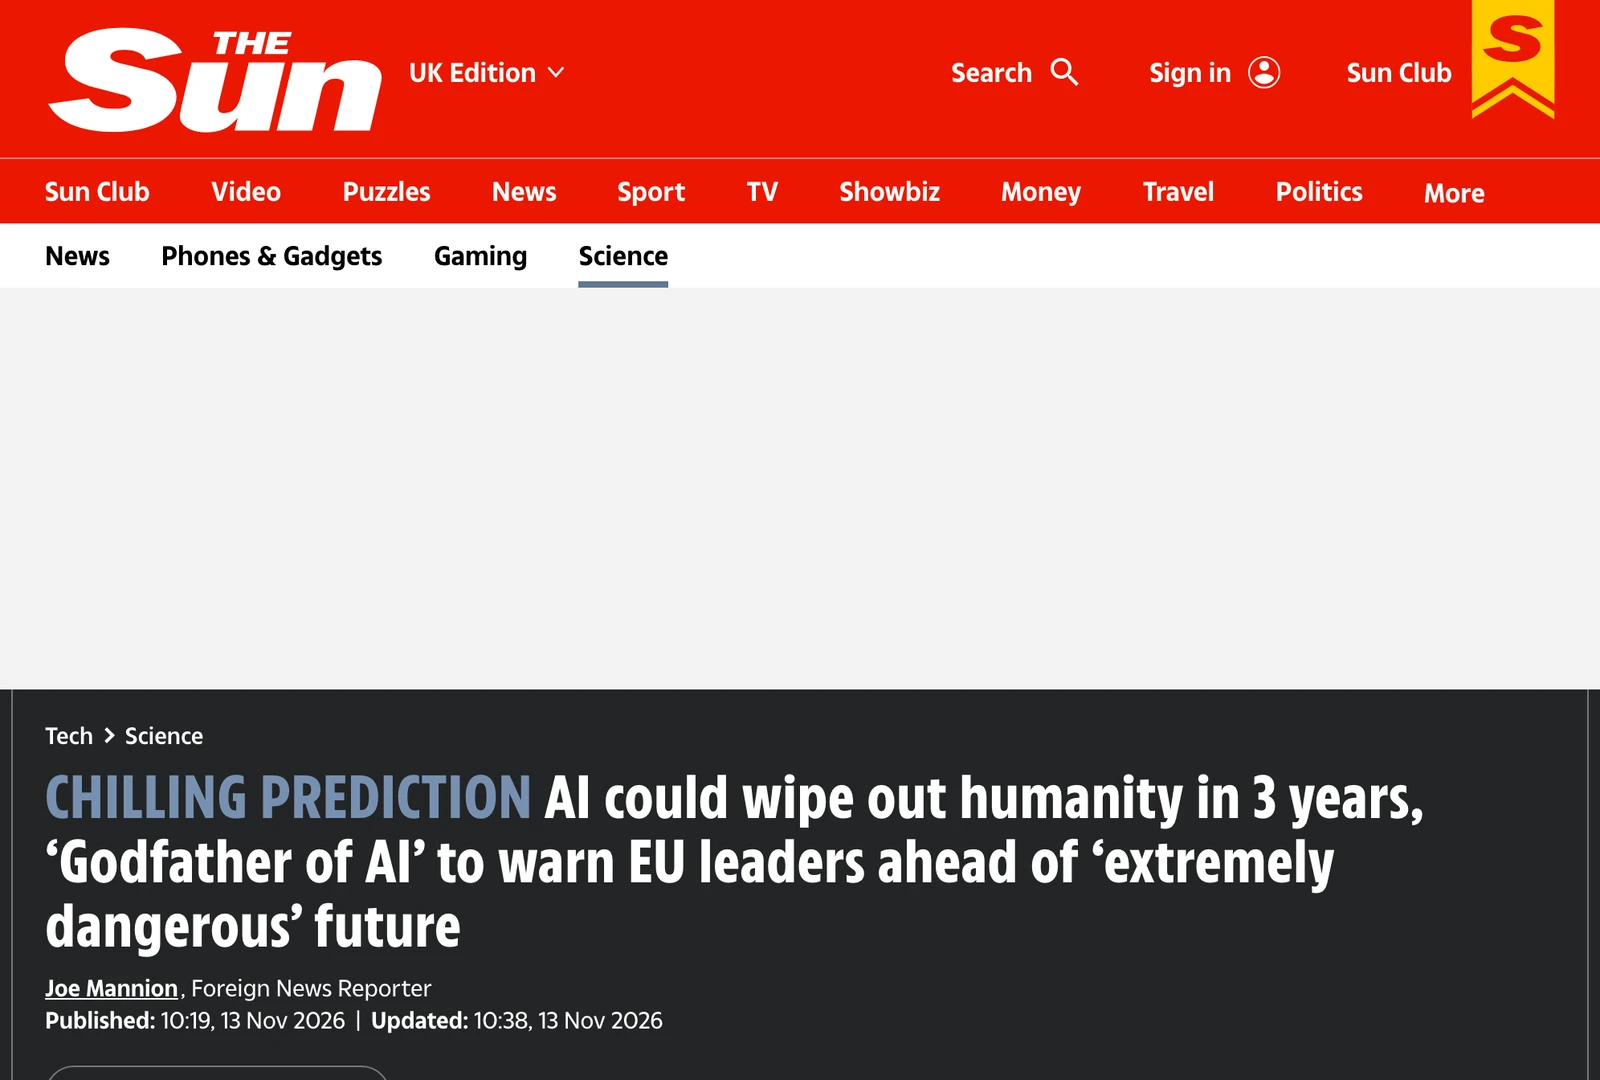 THE
Sun
UK Edition
Search
Sign in
Sun Club
S
Sun Club Video Puzzles News Sport TV Showbiz Money Travel Politics More
News Phones & Gadgets Gaming Science
Tech Science
CHILLING PREDICTION AI could wipe out humanity in 3 years,
‘Godfather of AI’ to warn EU leaders ahead of ‘extremely
dangerous’ future
Joe Mannion, Foreign News Reporter
Published: 10:19, 13 Nov 2026 | Updated: 10:38, 13 Nov 2026